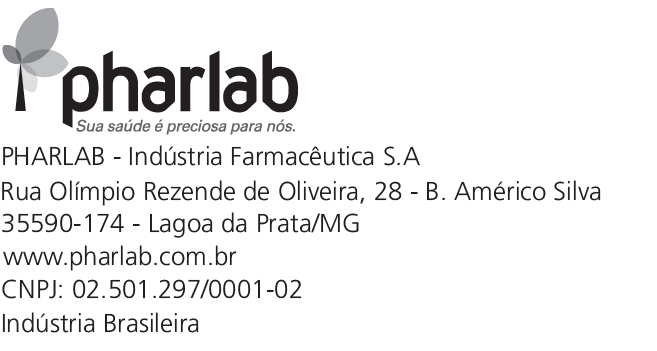 pharlab
Sua saúde é preciosa para nós.
PHARLAB - Indústria Farmacêutica S.A
Rua Olímpio Rezende de Oliveira, 28 - B. Américo Silva
35590-174 - Lagoa da Prata/MG
www.pharlab.com.br
CNPJ: 02.501.297/0001-02
Indústria Brasileira